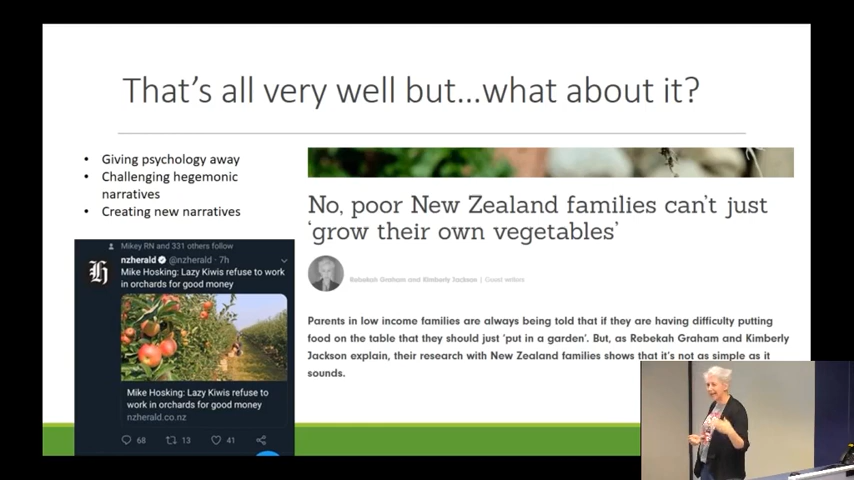 That's all very well but...what about it?
• Giving psychology away
• Challenging hegemonic
narratives
• Creating new narratives
Mikey RN and 331 others follow
nzherald @nzherald · 7h
Mike Hosking: Lazy Kiwis refuse to work
in orchards for good money
Mike Hosking: Lazy Kiwis refuse to
work in orchards for good money
nzherald.co.nz
68 13 41
No, poor New Zealand families can't just
'grow their own vegetables'
Rebekah Graham and Kimberly Jackson | Guest writers
Parents in low income families are always being told that if they are having difficulty putting
food on the table that they should just 'put in a garden'. But, as Rebekah Graham and Kimberly
Jackson explain, their research with New Zealand families shows that it's not as simple as it
sounds.